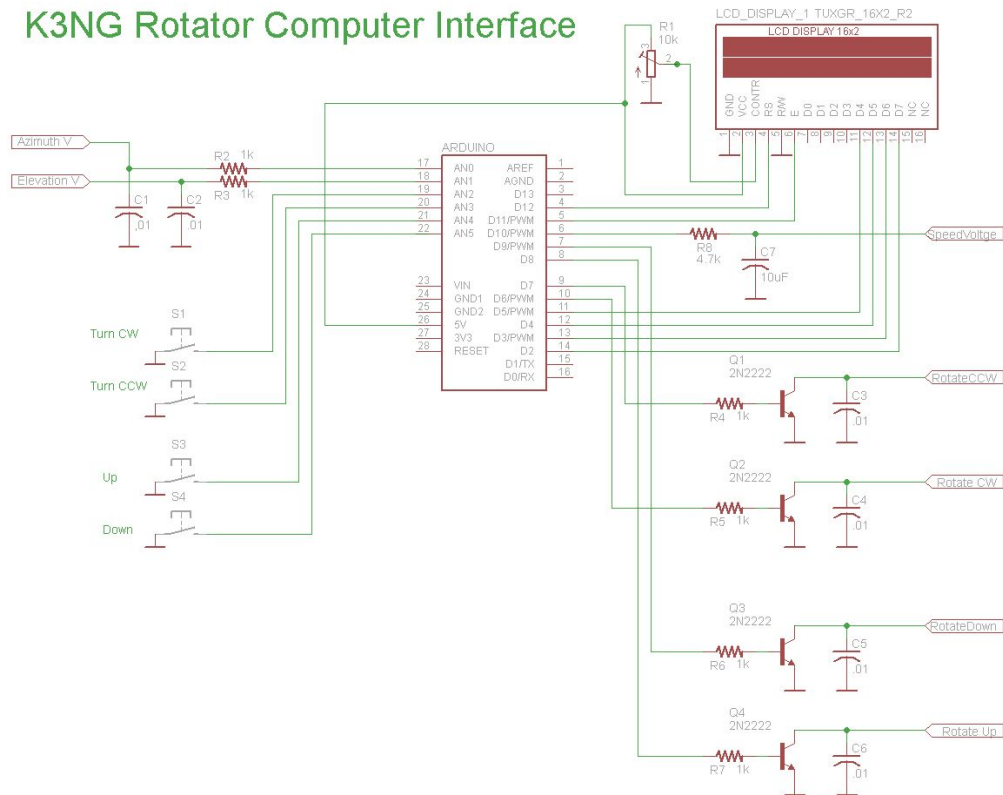 K3NG Rotator Computer Interface
R1
10k
3
2
1
LCD_DISPLAY_1 TUXGR_16X2_R2
LCD DISPLAY 16x2
GND
VCC
CONTR
RS
R/W
E
D0
D1
D2
D3
D4
D5
D6
D7
NC
NC
1
2
3
4
5
6
7
8
9
10
11
12
13
14
15
16
Azimuth V
Elevation V
R2 1k
R3 1k
C1
,01
C2
.01
ARDUINO
17 AN0 AREF 1
18 AN1 AGND 2
19 AN2 D13 3
20 AN3 D12 4
21 AN4 D11/PWM 5
22 AN5 D10/PWM 6
D9/PWM 7
D8 8
23 VIN D7 9
24 GND1 D6/PWM 10
25 GND2 D5/PWM 11
26 5V D4 12
27 3V3 D3/PWM 13
28 RESET D2 14
D1/TX 15
D0/RX 16
R8
4.7k
C7
10uF
SpeedVoltge
S1
Turn CW
S2
Turn CCW
S3
Up
S4
Down
Q1
2N2222
R4 1k
C3
.01
RotateCCW
Q2
2N2222
R5 1k
C4
.01
Rotate CW
Q3
2N2222
R6 1k
C5
.01
RotateDown
Q4
2N2222
R7 1k
C6
.01
Rotate Up